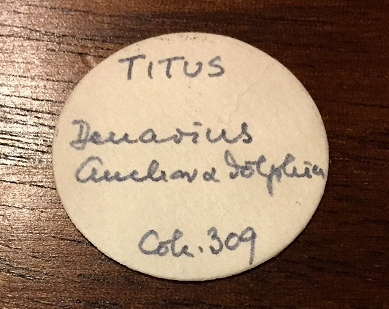 TITUS
Denarius
Anchor & Dolphin
Coh. 309